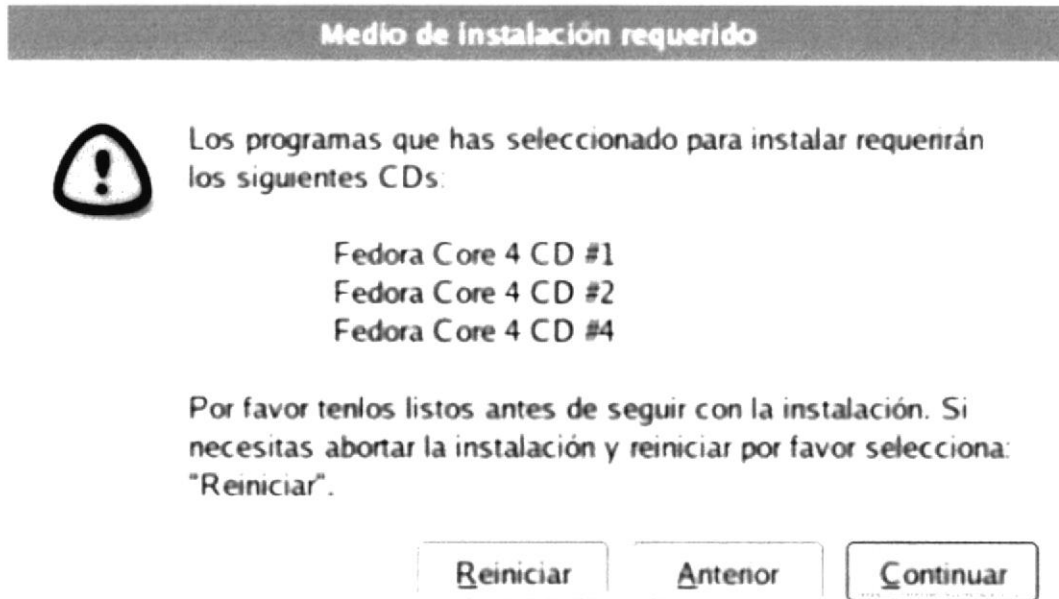 Medio de instalación requerido
Los programas que has seleccionado para instalar requerirán
los siguientes CDs:
Fedora Core 4 CD #1
Fedora Core 4 CD #2
Fedora Core 4 CD #4
Por favor tenlos listos antes de seguir con la instalación. Si
necesitas abortar la instalación y reiniciar por favor selecciona:
"Reiniciar".
Reiniciar Anterior Continuar